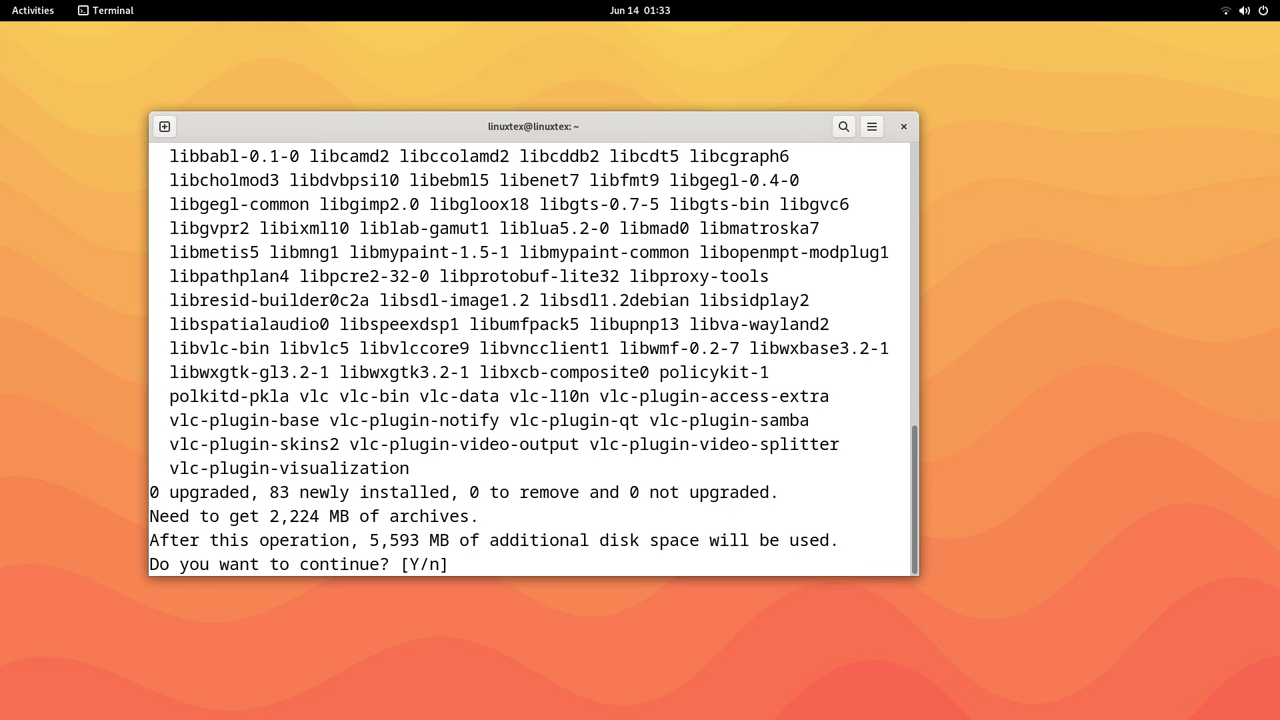 Activities Terminal Jun 14 01:33
linuxtex@linuxtex: ~
libbabl-0.1-0 libcamd2 libccolamd2 libcddb2 libcdt5 libcgraph6
libcholmod3 libdvbpsi10 libebml5 libenet7 libfmt9 libgegl-0.4-0
libgegl-common libgimp2.0 libgloox18 libgts-0.7-5 libgts-bin libgvc6
libgvpr2 libixml10 liblab-gamut1 liblua5.2-0 libmad0 libmatroska7
libmetis5 libmng1 libmypaint-1.5-1 libmypaint-common libopenmpt-modplug1
libpathplan4 libpcre2-32-0 libprotobuf-lite32 libproxy-tools
libresid-builder0c2a libsdl-image1.2 libsdl1.2debian libsidplay2
libspatialaudio0 libspeexdsp1 libumfpack5 libupnp13 libva-wayland2
libvlc-bin libvlc5 libvlccore9 libvncclient1 libwmf-0.2-7 libwxbase3.2-1
libwxgtk-gl3.2-1 libwxgtk3.2-1 libxcb-composite0 policykit-1
polkitd-pkla vlc vlc-bin vlc-data vlc-l10n vlc-plugin-access-extra
vlc-plugin-base vlc-plugin-notify vlc-plugin-qt vlc-plugin-samba
vlc-plugin-skins2 vlc-plugin-video-output vlc-plugin-video-splitter
vlc-plugin-visualization
0 upgraded, 83 newly installed, 0 to remove and 0 not upgraded.
Need to get 2,224 MB of archives.
After this operation, 5,593 MB of additional disk space will be used.
Do you want to continue? [Y/n]